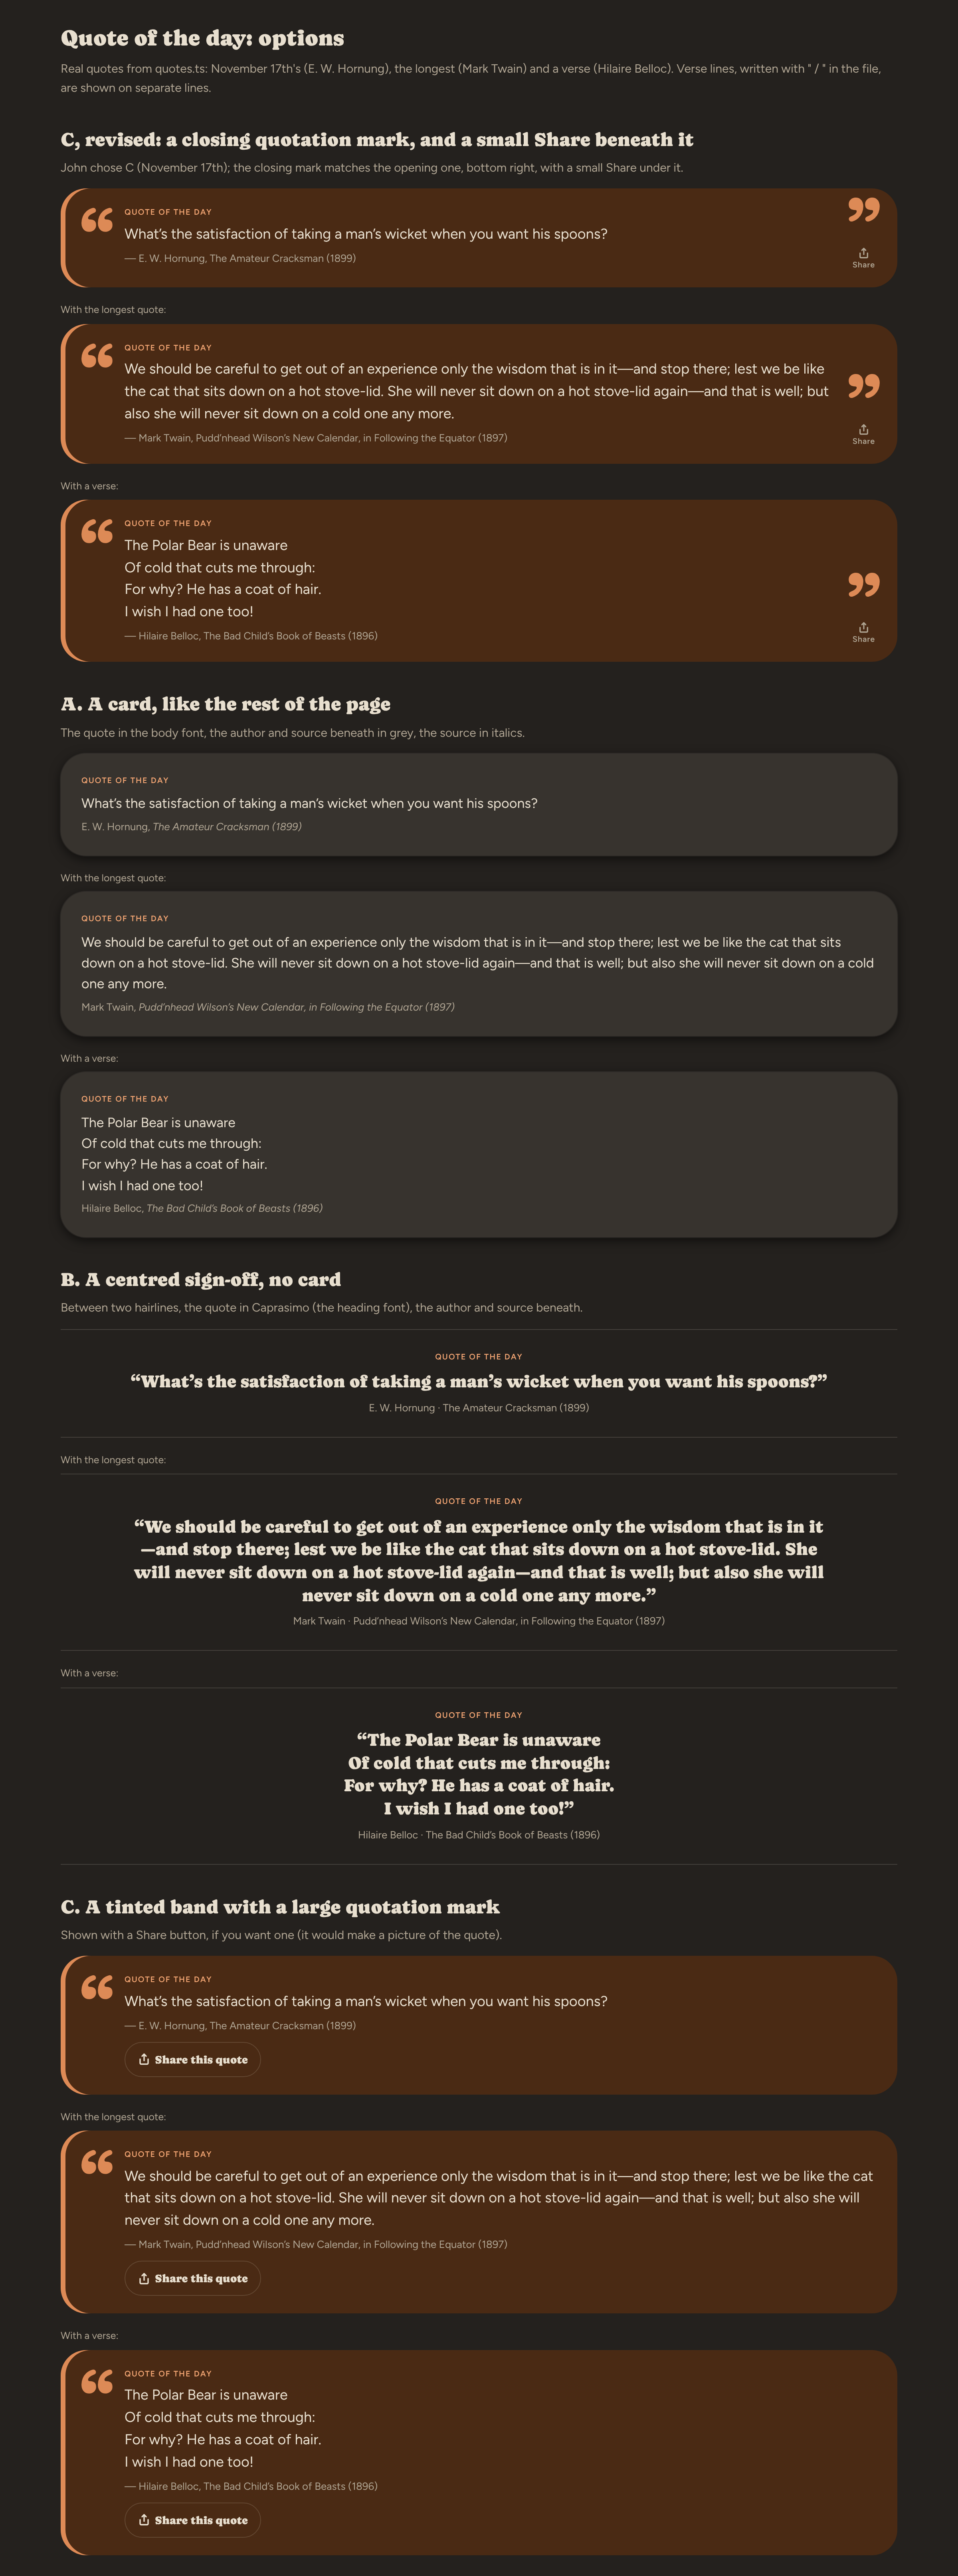 Quote of the day: options
Real quotes from quotes.ts: November 17th's (E. W. Hornung), the longest (Mark Twain) and a verse (Hilaire Belloc). Verse lines, written with " / " in the file,
are shown on separate lines.
C, revised: a closing quotation mark, and a small Share beneath it
John chose C (November 17th); the closing mark matches the opening one, bottom right, with a small Share under it.
“
QUOTE OF THE DAY
What’s the satisfaction of taking a man’s wicket when you want his spoons?
— E. W. Hornung, The Amateur Cracksman (1899)
”
Share
With the longest quote:
“
QUOTE OF THE DAY
We should be careful to get out of an experience only the wisdom that is in it—and stop there; lest we be like
the cat that sits down on a hot stove-lid. She will never sit down on a hot stove-lid again—and that is well; but
also she will never sit down on a cold one any more.
— Mark Twain, Pudd’nhead Wilson’s New Calendar, in Following the Equator (1897)
”
Share
With a verse:
“
QUOTE OF THE DAY
The Polar Bear is unaware
Of cold that cuts me through:
For why? He has a coat of hair.
I wish I had one too!
— Hilaire Belloc, The Bad Child’s Book of Beasts (1896)
”
Share
A. A card, like the rest of the page
The quote in the body font, the author and source beneath in grey, the source in italics.
QUOTE OF THE DAY
What’s the satisfaction of taking a man’s wicket when you want his spoons?
E. W. Hornung, The Amateur Cracksman (1899)
With the longest quote:
QUOTE OF THE DAY
We should be careful to get out of an experience only the wisdom that is in it—and stop there; lest we be like the cat that sits
down on a hot stove-lid. She will never sit down on a hot stove-lid again—and that is well; but also she will never sit down on a cold
one any more.
Mark Twain, Pudd’nhead Wilson’s New Calendar, in Following the Equator (1897)
With a verse:
QUOTE OF THE DAY
The Polar Bear is unaware
Of cold that cuts me through:
For why? He has a coat of hair.
I wish I had one too!
Hilaire Belloc, The Bad Child’s Book of Beasts (1896)
B. A centred sign-off, no card
Between two hairlines, the quote in Caprasimo (the heading font), the author and source beneath.
QUOTE OF THE DAY
“What’s the satisfaction of taking a man’s wicket when you want his spoons?”
E. W. Hornung · The Amateur Cracksman (1899)
With the longest quote:
QUOTE OF THE DAY
“We should be careful to get out of an experience only the wisdom that is in it
—and stop there; lest we be like the cat that sits down on a hot stove-lid. She
will never sit down on a hot stove-lid again—and that is well; but also she will
never sit down on a cold one any more.”
Mark Twain · Pudd’nhead Wilson’s New Calendar, in Following the Equator (1897)
With a verse:
QUOTE OF THE DAY
“The Polar Bear is unaware
Of cold that cuts me through:
For why? He has a coat of hair.
I wish I had one too!”
Hilaire Belloc · The Bad Child’s Book of Beasts (1896)
C. A tinted band with a large quotation mark
Shown with a Share button, if you want one (it would make a picture of the quote).
“
QUOTE OF THE DAY
What’s the satisfaction of taking a man’s wicket when you want his spoons?
— E. W. Hornung, The Amateur Cracksman (1899)
Share this quote
With the longest quote:
“
QUOTE OF THE DAY
We should be careful to get out of an experience only the wisdom that is in it—and stop there; lest we be like the cat
that sits down on a hot stove-lid. She will never sit down on a hot stove-lid again—and that is well; but also she will
never sit down on a cold one any more.
— Mark Twain, Pudd’nhead Wilson’s New Calendar, in Following the Equator (1897)
Share this quote
With a verse:
“
QUOTE OF THE DAY
The Polar Bear is unaware
Of cold that cuts me through:
For why? He has a coat of hair.
I wish I had one too!
— Hilaire Belloc, The Bad Child’s Book of Beasts (1896)
Share this quote